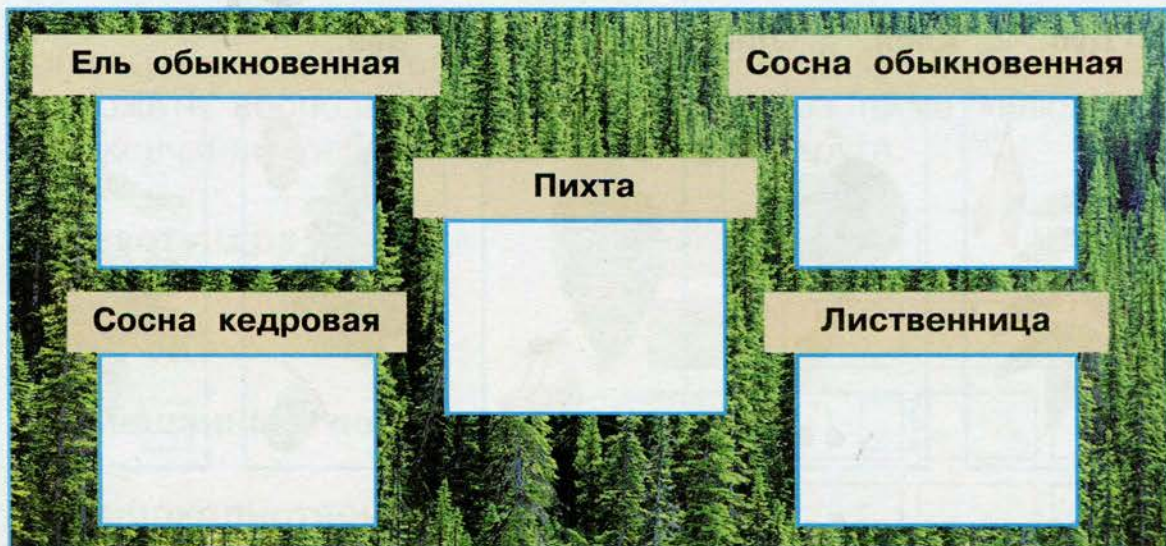 Ель обыкновенная
Сосна обыкновенная
Пихта
Сосна кедровая
Лиственница